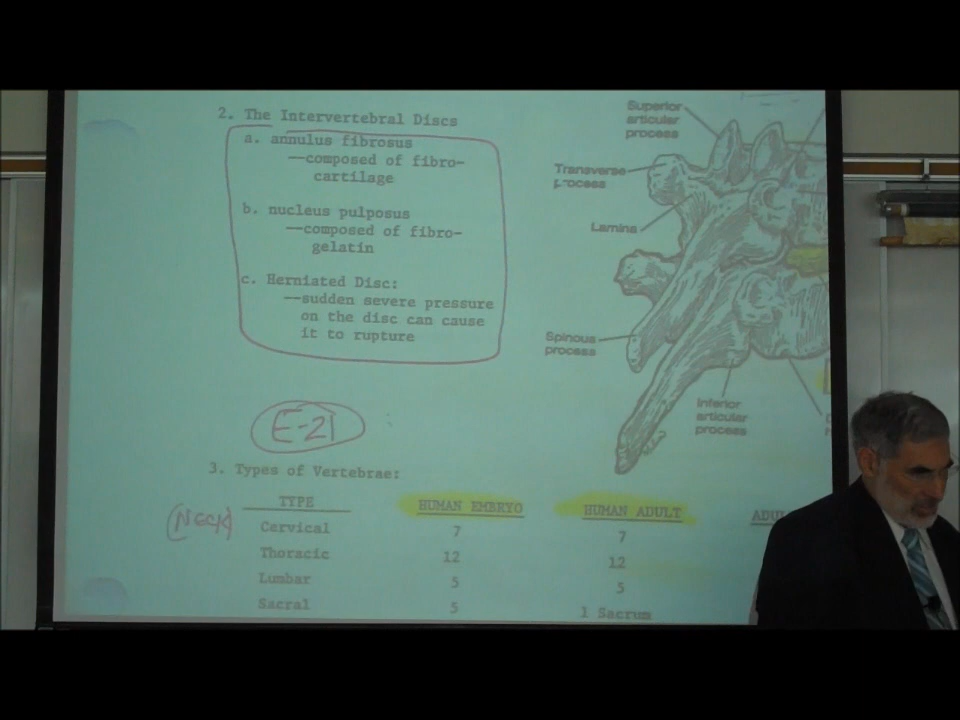 2. The Intervertebral Discs
a. annulus fibrosus
—composed of fibro-
cartilage
b. nucleus pulposus
—composed of fibro-
gelatin
c. Herniated Disc:
—sudden severe pressure
on the disc can cause
it to rupture
Superior
articular
process
Transverse
process
Lamina
Spinous
process
Inferior
articular
process
E-21
3. Types of Vertebrae:
TYPE HUMAN EMBRYO HUMAN ADULT
(Neck) Cervical 7 7
Thoracic 12 12
Lumbar 5 5
Sacral 5 1 Sacrum